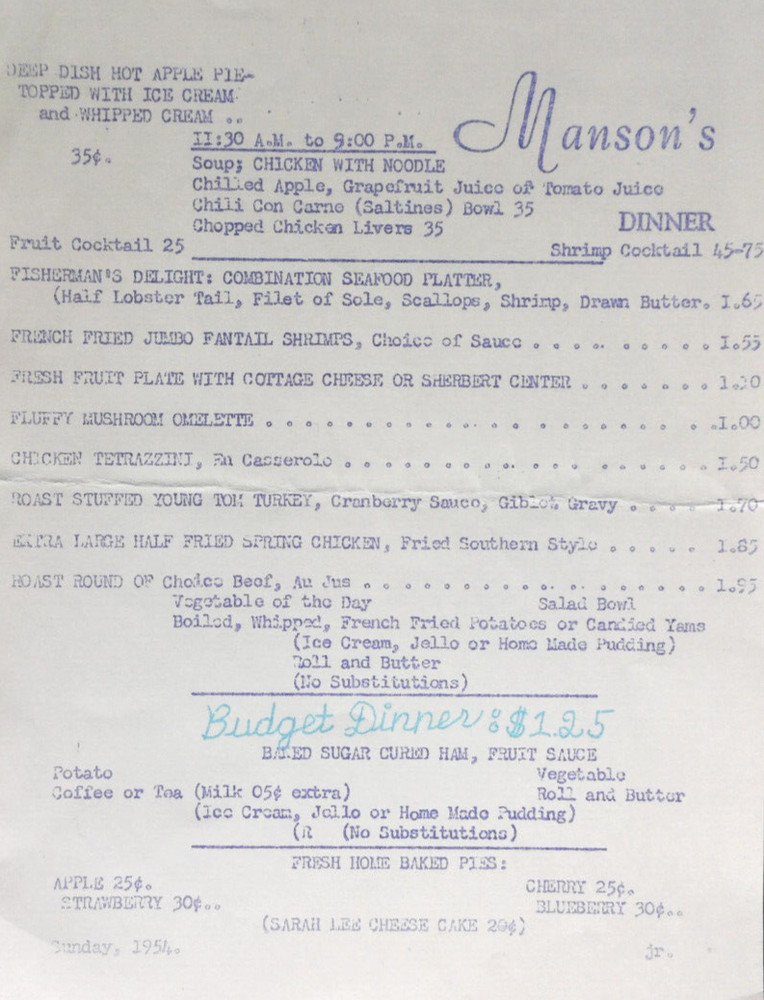 DEEP DISH HOT APPLE PIE-
TOPPED WITH ICE CREAM
and WHIPPED CREAM ..
35¢.
Manson's
11:30 A.M. to 9:00 P.M.
Soup; CHICKEN WITH NOODLE
Chilled Apple, Grapefruit Juice or Tomato Juice
Chili Con Carne (Saltines) Bowl 35
Chopped Chicken Livers 35
DINNER
Fruit Cocktail 25
Shrimp Cocktail 45-75
FISHERMAN'S DELIGHT: COMBINATION SEAFOOD PLATTER,
(Half Lobster Tail, Filet of Sole, Scallops, Shrimp, Drawn Butter. 1.65
FRENCH FRIED JUMBO FANTAIL SHRIMPS, Choice of Sauce . . . . . . . . . 1.55
FRESH FRUIT PLATE WITH COTTAGE CHEESE OR SHERBERT CENTER . . . . . . .
FLUFFY MUSHROOM OMELETTE . . . . . . . . . . . . . . . . . . . . . . 1.00
CHICKEN TETRAZZINI, En Casserole . . . . . . . . . . . . . . . . . . 1.50
ROAST STUFFED YOUNG TOM TURKEY, Cranberry Sauce, Giblet Gravy . . . . 1.70
EXTRA LARGE HALF FRIED SPRING CHICKEN, Fried Southern Style . . . . . 1.85
ROAST ROUND OF Choice Beef, Au Jus . . . . . . . . . . . . . . . . . 1.95
Vegetable of the Day Salad Bowl
Boiled, Whipped, French Fried Potatoes or Candied Yams
(Ice Cream, Jello or Home Made Pudding)
Roll and Butter
(No Substitutions)
Budget Dinner: $1.25
BAKED SUGAR CURED HAM, FRUIT SAUCE
Potato Vegetable
Coffee or Tea (Milk 05¢ extra) Roll and Butter
(Ice Cream, Jello or Home Made Pudding)
(R (No Substitutions)
FRESH HOME BAKED PIES:
APPLE 25¢. CHERRY 25¢.
STRAWBERRY 30¢.. BLUEBERRY 30¢..
(SARAH LEE CHEESE CAKE 20¢)
Sunday, 1954. jr.